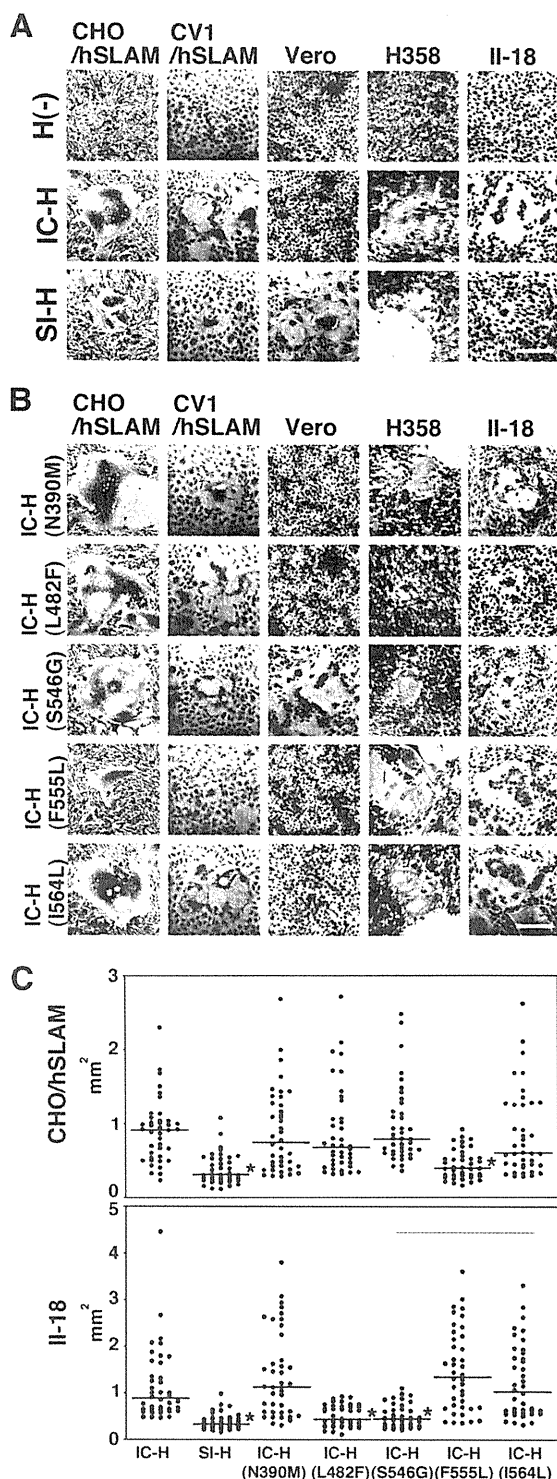 A
CHO/hSLAM CV1/hSLAM Vero H358 II-18
H(-)
IC-H
SI-H
B
CHO/hSLAM CV1/hSLAM Vero H358 II-18
IC-H (N390M)
IC-H (L482F)
IC-H (S546G)
IC-H (F555L)
IC-H (I564L)
C
CHO/hSLAM
mm²
3
2
1
0
*
*
II-18
mm²
5
4
3
2
1
0
*
*
*
IC-H SI-H IC-H IC-H IC-H IC-H IC-H
(N390M) (L482F) (S546G) (F555L) (I564L)